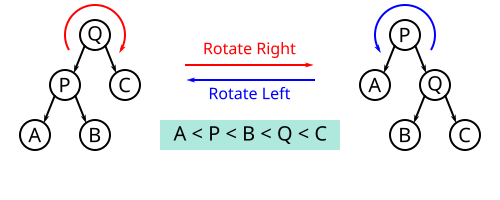 Q
P
Rotate Right
P
C
A
Q
Rotate Left
A
B
A < P < B < Q < C
B
C